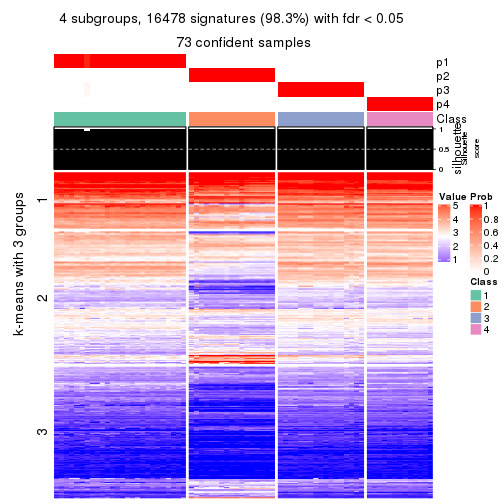 4 subgroups, 16478 signatures (98.3%) with fdr < 0.05
73 confident samples
p1
p2
p3
p4
Class
1
0.5
0
silhouette
Silhouette
score
k-means with 3 groups
1
2
3
Value
5
4
3
2
1
Prob
1
0.8
0.6
0.4
0.2
0
Class
1
2
3
4